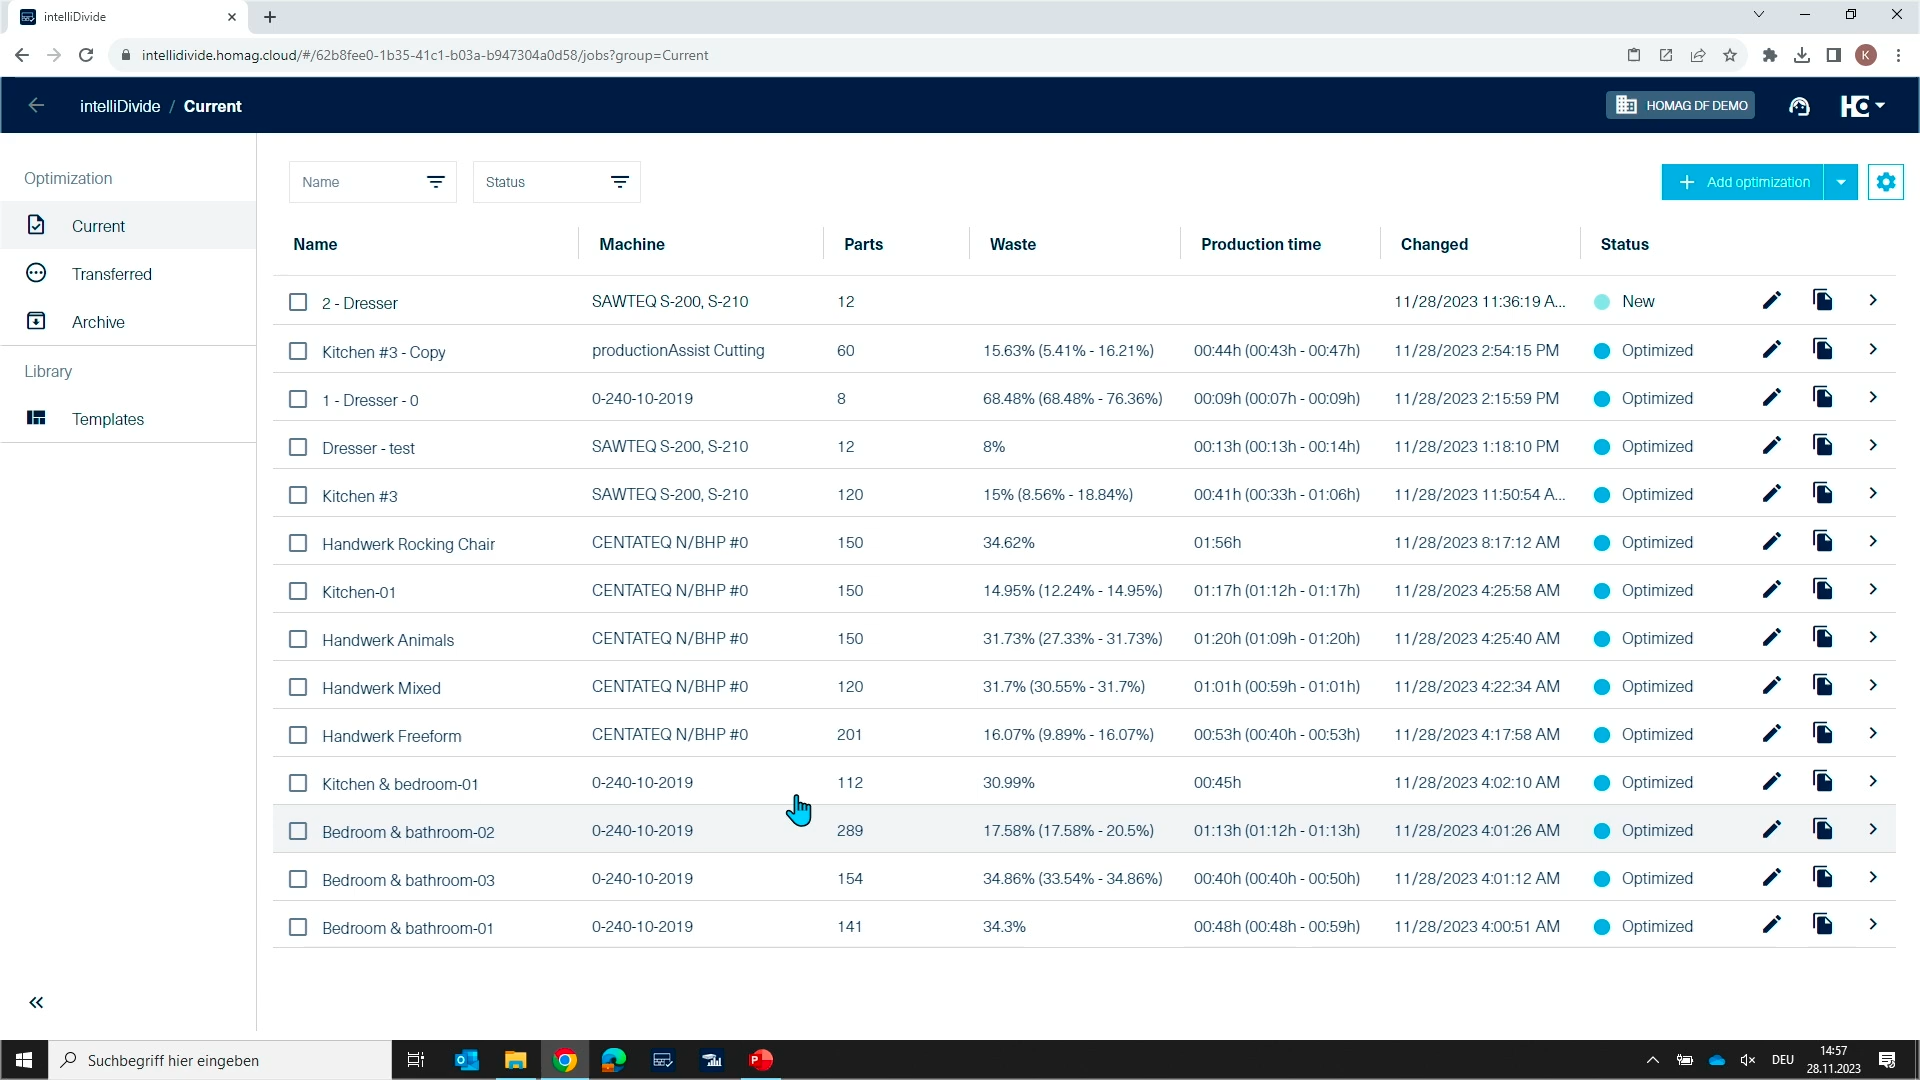 intelliDivide
intellidivide.homag.cloud/#/62b8fee0-1b35-41c1-b03a-b947304a0d58/jobs?group=Current
K
intelliDivide / Current
HOMAG DF DEMO
Optimization
Current
Transferred
Archive
Library
Templates
Name
Status
Add optimization
Name Machine Parts Waste Production time Changed Status
2 - Dresser SAWTEQ S-200, S-210 12 11/28/2023 11:36:19 A... New
Kitchen #3 - Copy productionAssist Cutting 60 15.63% (5.41% - 16.21%) 00:44h (00:43h - 00:47h) 11/28/2023 2:54:15 PM Optimized
1 - Dresser - 0 0-240-10-2019 8 68.48% (68.48% - 76.36%) 00:09h (00:07h - 00:09h) 11/28/2023 2:15:59 PM Optimized
Dresser - test SAWTEQ S-200, S-210 12 8% 00:13h (00:13h - 00:14h) 11/28/2023 1:18:10 PM Optimized
Kitchen #3 SAWTEQ S-200, S-210 120 15% (8.56% - 18.84%) 00:41h (00:33h - 01:06h) 11/28/2023 11:50:54 A... Optimized
Handwerk Rocking Chair CENTATEQ N/BHP #0 150 34.62% 01:56h 11/28/2023 8:17:12 AM Optimized
Kitchen-01 CENTATEQ N/BHP #0 150 14.95% (12.24% - 14.95%) 01:17h (01:12h - 01:17h) 11/28/2023 4:25:58 AM Optimized
Handwerk Animals CENTATEQ N/BHP #0 150 31.73% (27.33% - 31.73%) 01:20h (01:09h - 01:20h) 11/28/2023 4:25:40 AM Optimized
Handwerk Mixed CENTATEQ N/BHP #0 120 31.7% (30.55% - 31.7%) 01:01h (00:59h - 01:01h) 11/28/2023 4:22:34 AM Optimized
Handwerk Freeform CENTATEQ N/BHP #0 201 16.07% (9.89% - 16.07%) 00:53h (00:40h - 00:53h) 11/28/2023 4:17:58 AM Optimized
Kitchen & bedroom-01 0-240-10-2019 112 30.99% 00:45h 11/28/2023 4:02:10 AM Optimized
Bedroom & bathroom-02 0-240-10-2019 289 17.58% (17.58% - 20.5%) 01:13h (01:12h - 01:13h) 11/28/2023 4:01:26 AM Optimized
Bedroom & bathroom-03 0-240-10-2019 154 34.86% (33.54% - 34.86%) 00:40h (00:40h - 00:50h) 11/28/2023 4:01:12 AM Optimized
Bedroom & bathroom-01 0-240-10-2019 141 34.3% 00:48h (00:48h - 00:59h) 11/28/2023 4:00:51 AM Optimized
Suchbegriff hier eingeben
DEU
14:57
28.11.2023